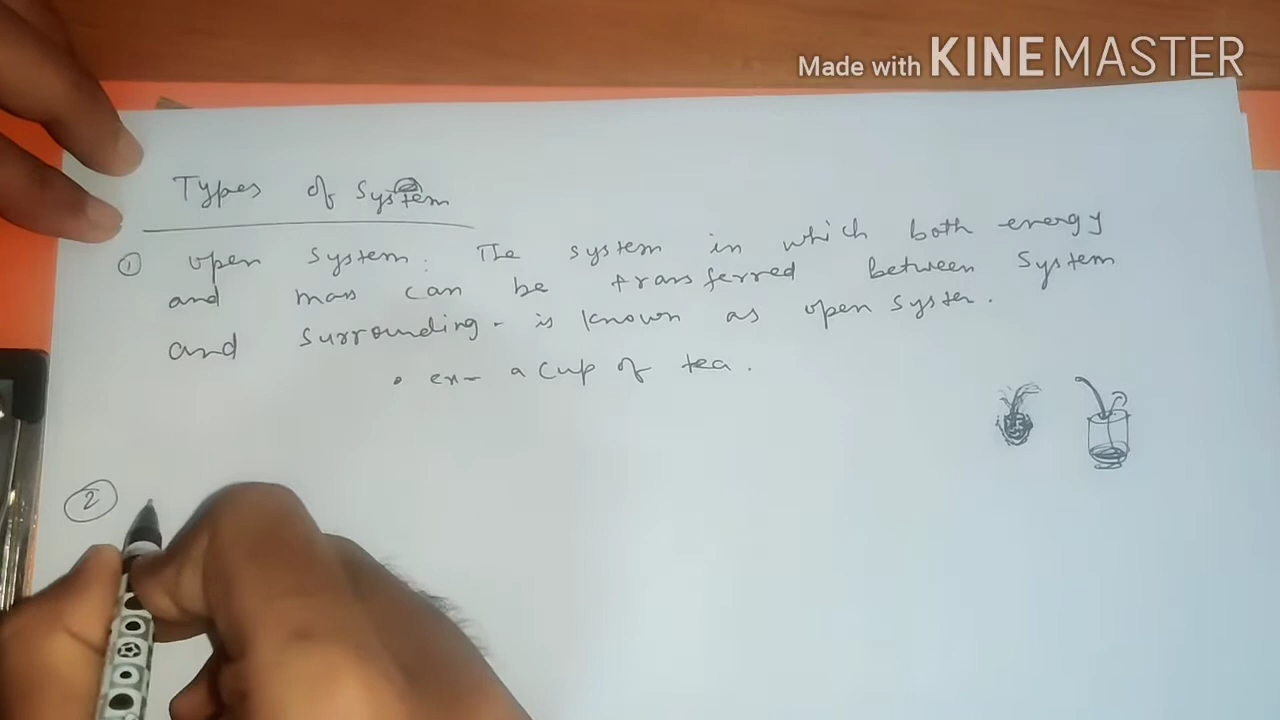 Made with KINEMASTER
Types of System
① open system. The system in which both energy
and mass can be transferred between system
and surrounding - is known as open syster.
• ex- a cup of tea.
②